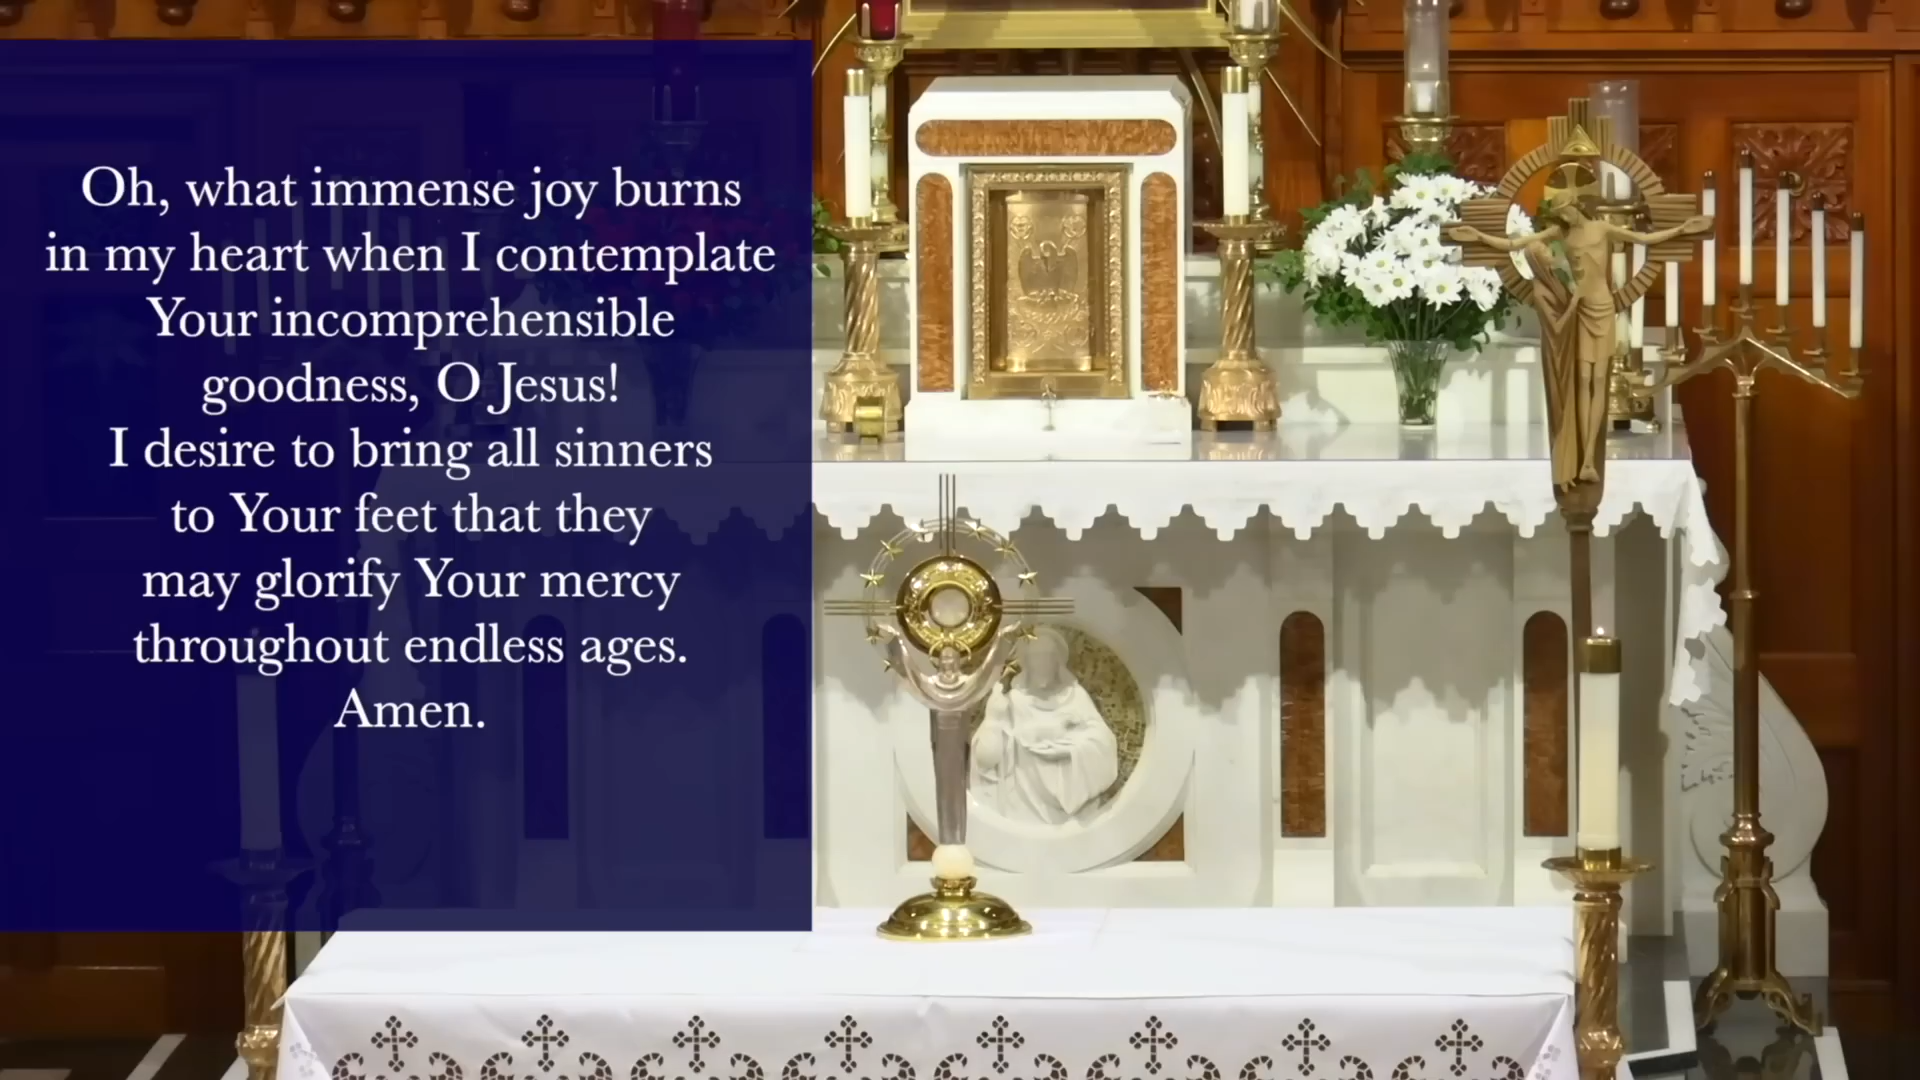 Oh, what immense joy burns
in my heart when I contemplate
Your incomprehensible
goodness, O Jesus!
I desire to bring all sinners
to Your feet that they
may glorify Your mercy
throughout endless ages.
Amen.